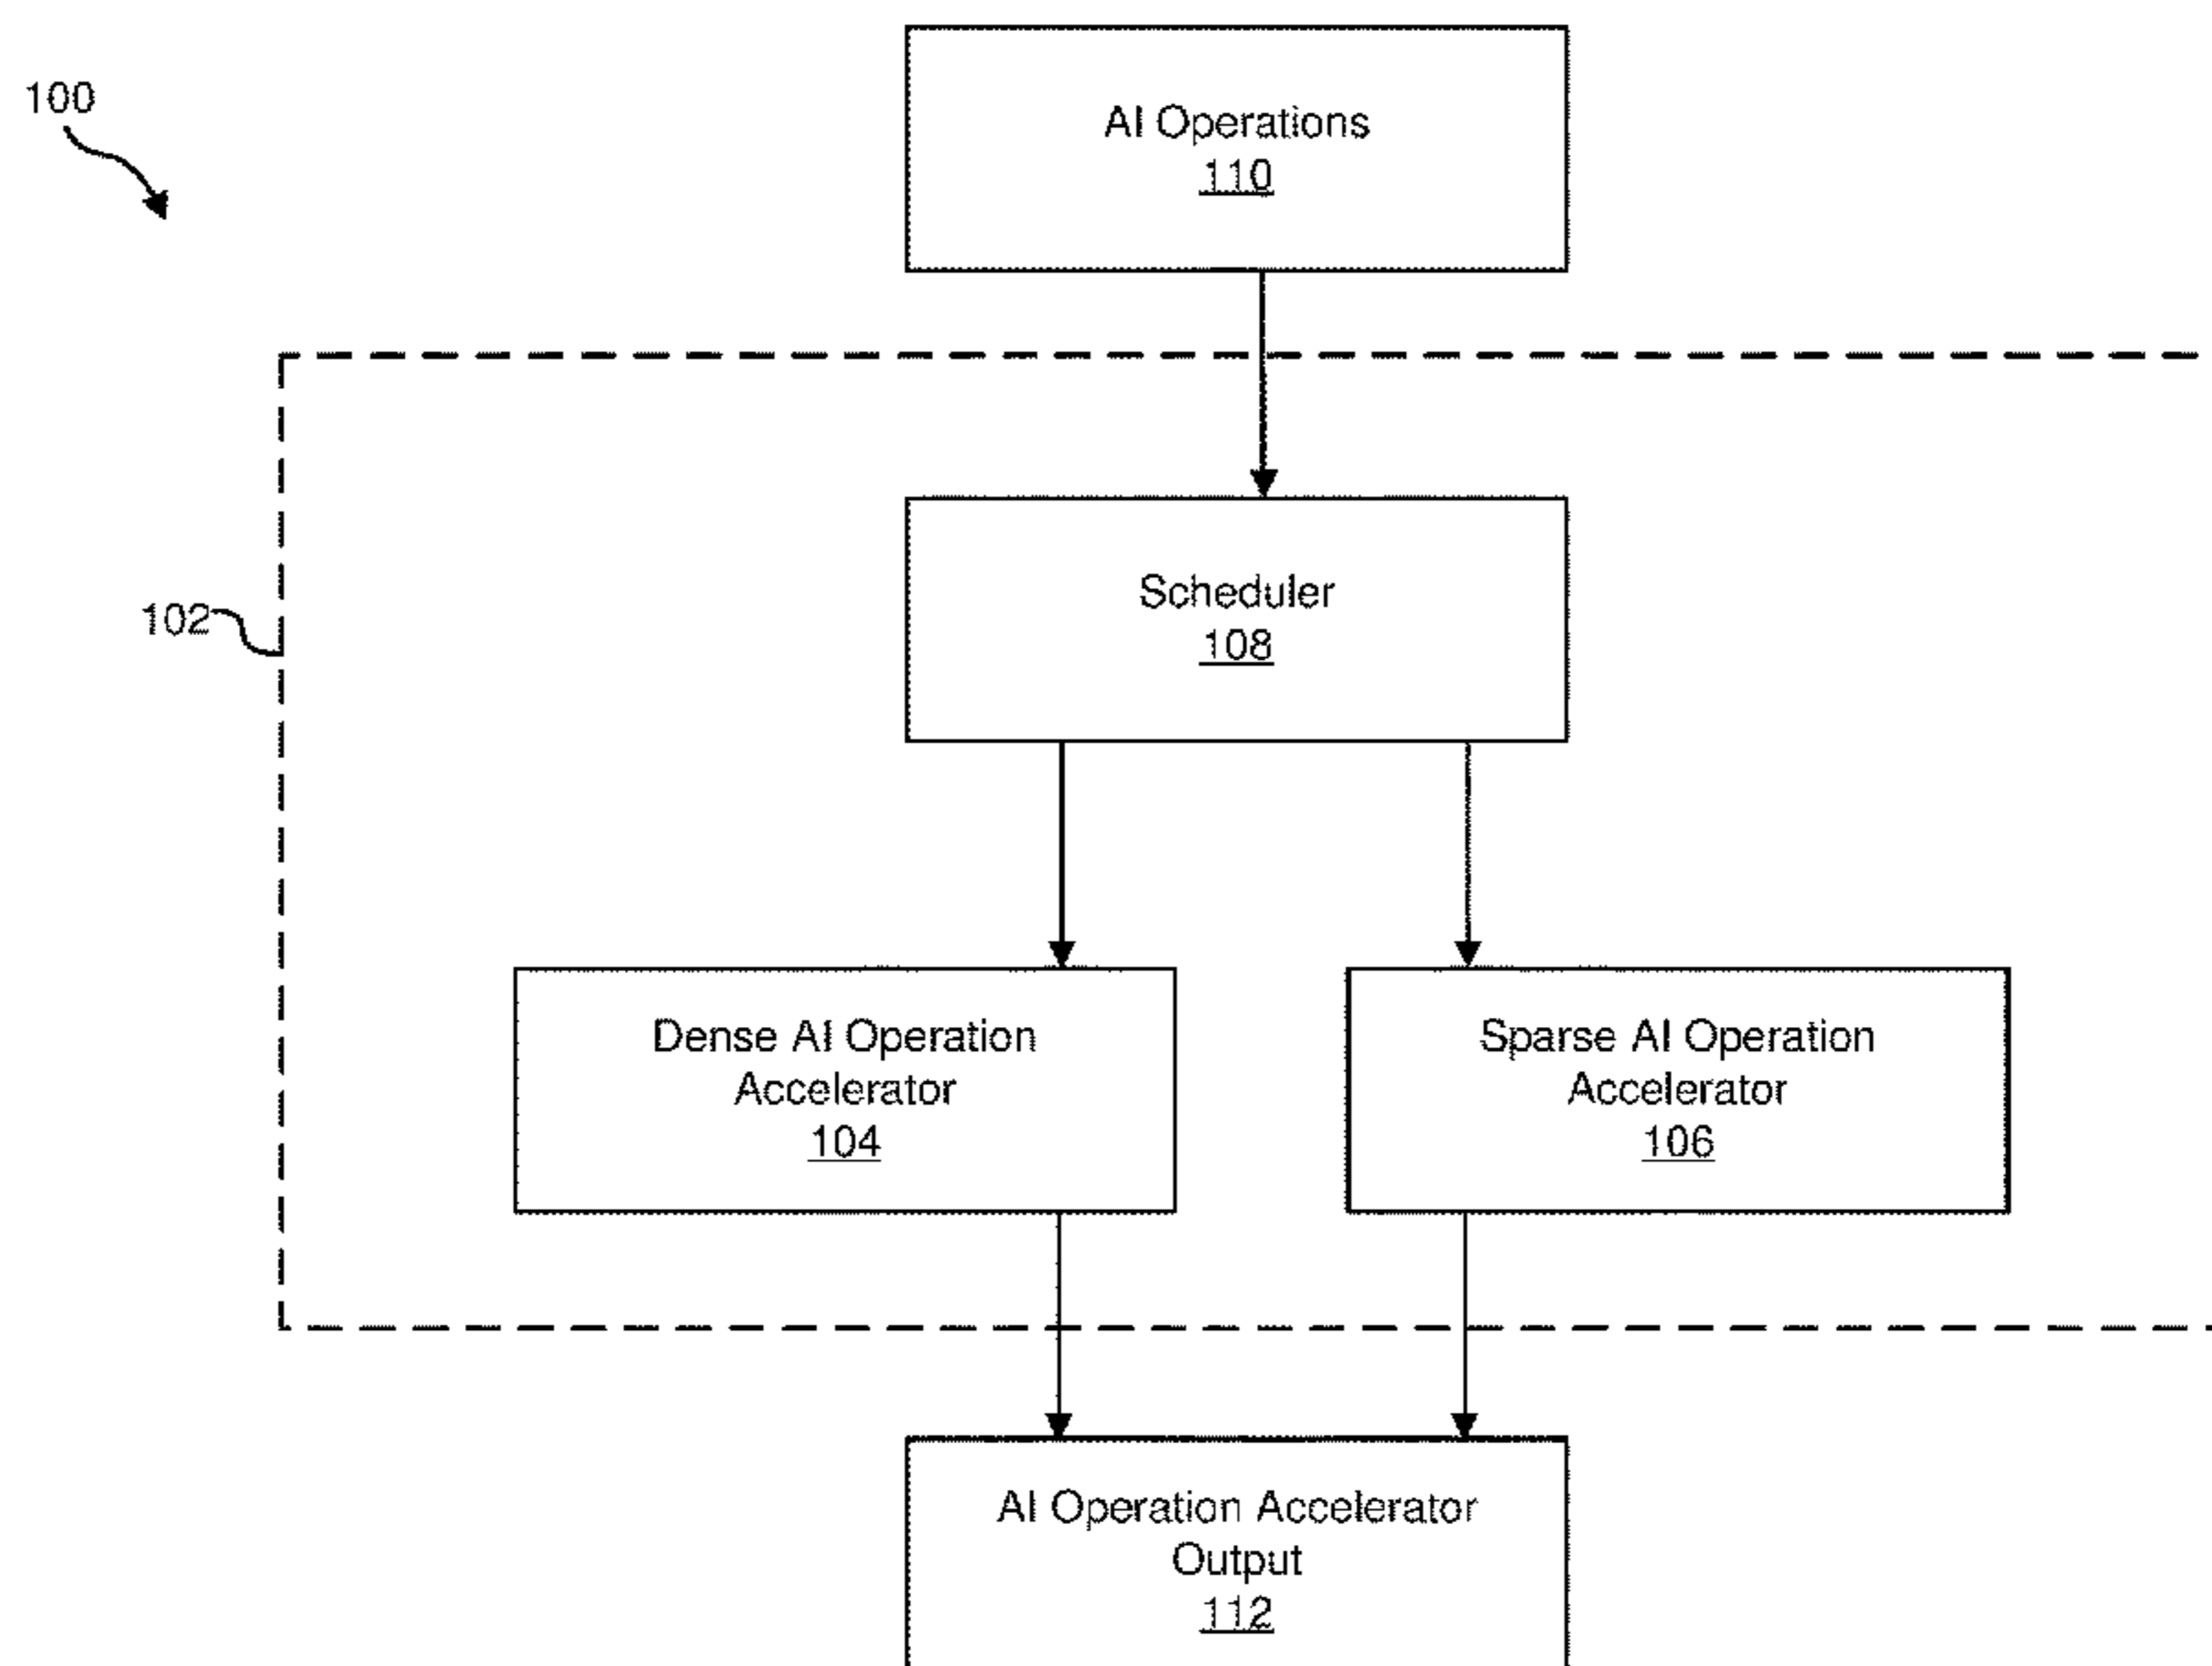 100
AI Operations
110
Scheduler
108
102
Dense AI Operation
Accelerator
104
Sparse AI Operation
Accelerator
106
AI Operation Accelerator
Output
112